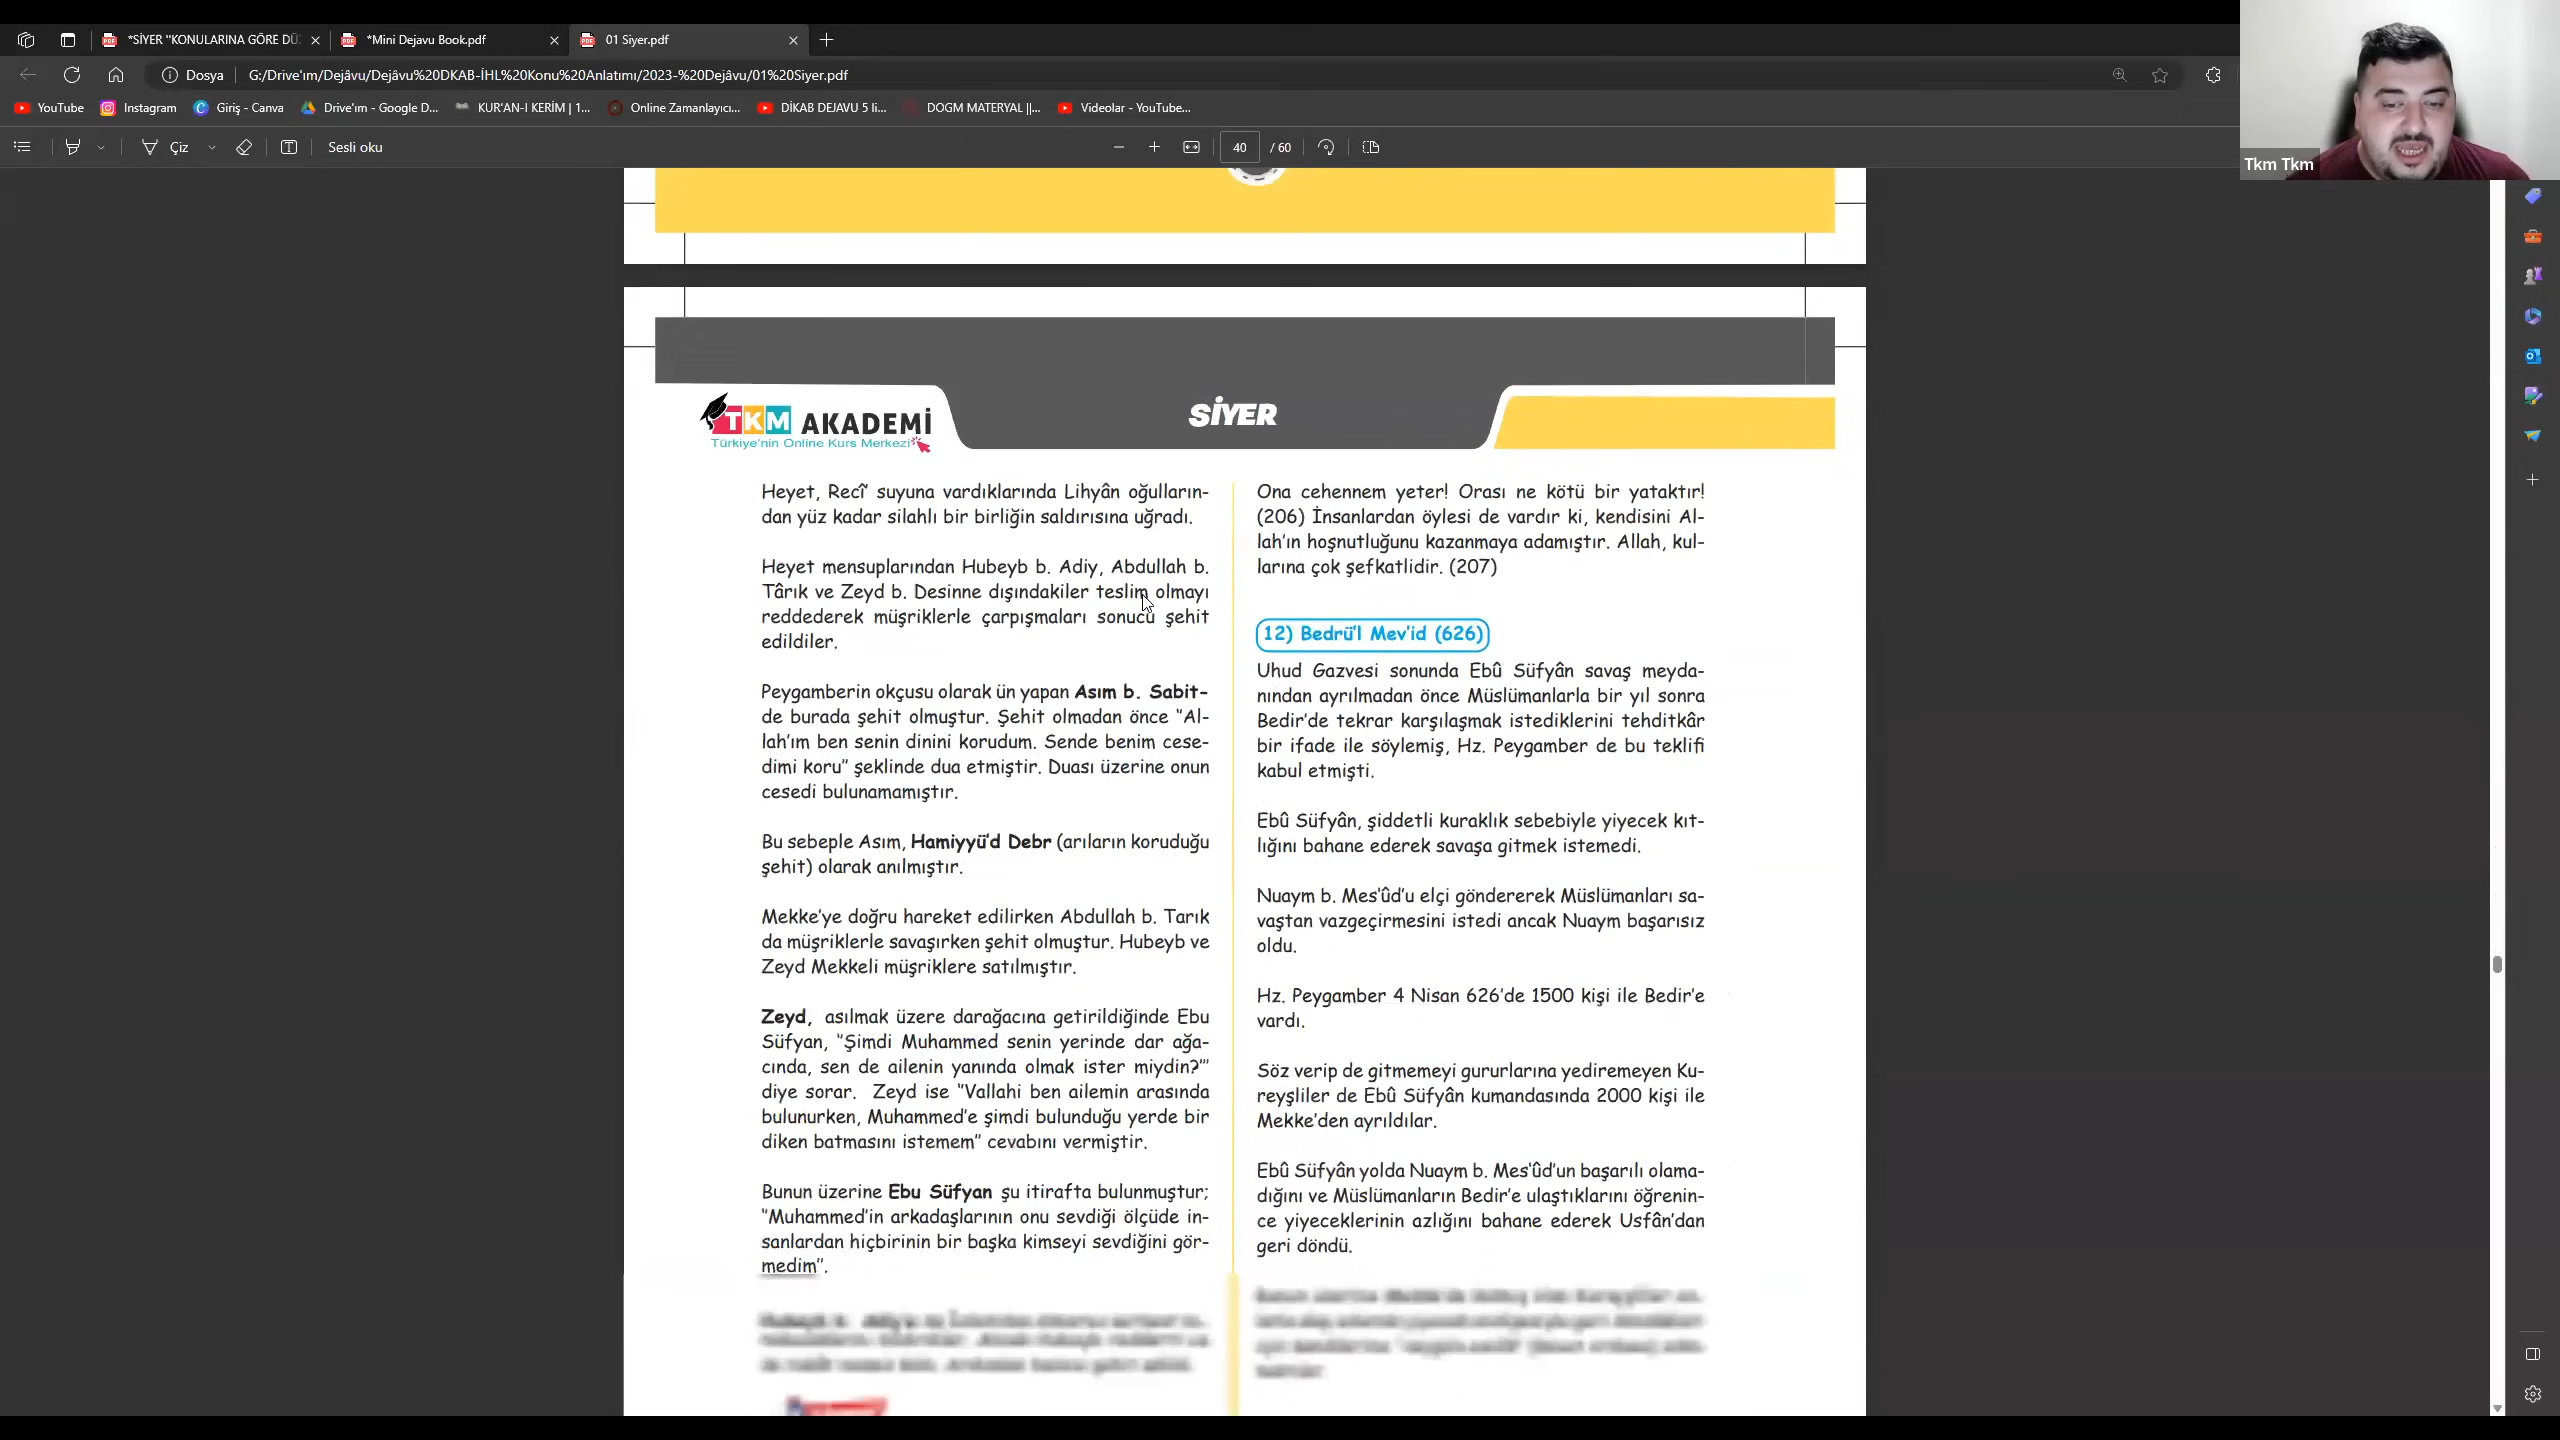 *SİYER "KONULARINA GÖRE DÜ
*Mini Dejavu Book.pdf
01 Siyer.pdf
Dosya
G:/Drive'ım/Dejâvu/Dejâvu%20DKAB-İHL%20Konu%20Anlatımı/2023-%20Dejâvu/01%20Siyer.pdf
YouTube
Instagram
Giriş - Canva
Drive'ım - Google D...
KUR'AN-I KERİM | 1...
Online Zamanlayıcı...
DİKAB DEJAVU 5 li...
DOGM MATERYAL ||...
Videolar - YouTube...
Çiz
Sesli oku
40 / 60
Tkm Tkm
TKM AKADEMİ
Türkiye'nin Online Kurs Merkezi
SİYER
Heyet, Recî' suyuna vardıklarında Lihyân oğulların-
dan yüz kadar silahlı bir birliğin saldırısına uğradı.
Heyet mensuplarından Hubeyb b. Adiy, Abdullah b.
Târık ve Zeyd b. Desinne dışındakiler teslim olmayı
reddederek müşriklerle çarpışmaları sonucu şehit
edildiler.
Peygamberin okçusu olarak ün yapan Asım b. Sabit-
de burada şehit olmuştur. Şehit olmadan önce "Al-
lah'ım ben senin dinini korudum. Sende benim cese-
dimi koru" şeklinde dua etmiştir. Duası üzerine onun
cesedi bulunamamıştır.
Bu sebeple Asım, Hamiyyü'd Debr (arıların koruduğu
şehit) olarak anılmıştır.
Mekke'ye doğru hareket edilirken Abdullah b. Tarık
da müşriklerle savaşırken şehit olmuştur. Hubeyb ve
Zeyd Mekkeli müşriklere satılmıştır.
Zeyd, asılmak üzere darağacına getirildiğinde Ebu
Süfyan, "Şimdi Muhammed senin yerinde dar ağa-
cında, sen de ailenin yanında olmak ister miydin?'"
diye sorar. Zeyd ise "Vallahi ben ailemin arasında
bulunurken, Muhammed'e şimdi bulunduğu yerde bir
diken batmasını istemem" cevabını vermiştir.
Bunun üzerine Ebu Süfyan şu itirafta bulunmuştur;
"Muhammed'in arkadaşlarının onu sevdiği ölçüde in-
sanlardan hiçbirinin bir başka kimseyi sevdiğini gör-
medim".
Ona cehennem yeter! Orası ne kötü bir yataktır!
(206) İnsanlardan öylesi de vardır ki, kendisini Al-
lah'ın hoşnutluğunu kazanmaya adamıştır. Allah, kul-
larına çok şefkatlidir. (207)
12) Bedrü'l Mev'id (626)
Uhud Gazvesi sonunda Ebû Süfyân savaş meyda-
nından ayrılmadan önce Müslümanlarla bir yıl sonra
Bedir'de tekrar karşılaşmak istediklerini tehditkâr
bir ifade ile söylemiş, Hz. Peygamber de bu teklifi
kabul etmişti.
Ebû Süfyân, şiddetli kuraklık sebebiyle yiyecek kıt-
lığını bahane ederek savaşa gitmek istemedi.
Nuaym b. Mes'ûd'u elçi göndererek Müslümanları sa-
vaştan vazgeçirmesini istedi ancak Nuaym başarısız
oldu.
Hz. Peygamber 4 Nisan 626'de 1500 kişi ile Bedir'e
vardı.
Söz verip de gitmemeyi gururlarına yediremeyen Ku-
reyşliler de Ebû Süfyân kumandasında 2000 kişi ile
Mekke'den ayrıldılar.
Ebû Süfyân yolda Nuaym b. Mes'ûd'un başarılı olama-
dığını ve Müslümanların Bedir'e ulaştıklarını öğrenin-
ce yiyeceklerinin azlığını bahane ederek Usfân'dan
geri döndü.